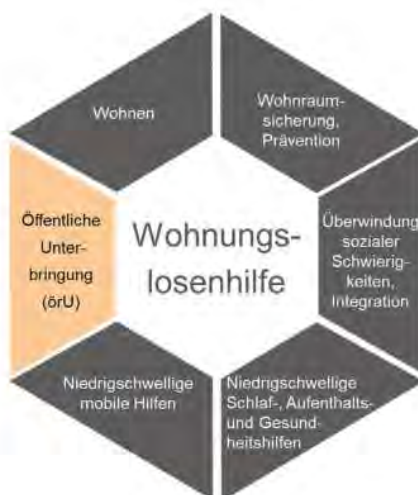 Wohnen
Wohnraum-
sicherung,
Prävention
Öffentliche
Unter-
bringung
(örU)
Wohnungs-
losenhilfe
Überwindung
sozialer
Schwierig-
keiten,
Integration
Niedrigschwellige
mobile Hilfen
Niedrigschwellige
Schlaf-, Aufenthalts-
und Gesund-
heitshilfen